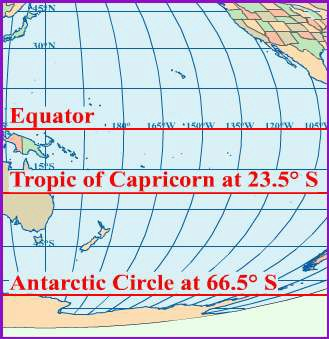 45°N
30°N
Equator
180° 165°W 150°W 135°W 120°W 105°W
15°S
Tropic of Capricorn at 23.5° S
45°S
Antarctic Circle at 66.5° S